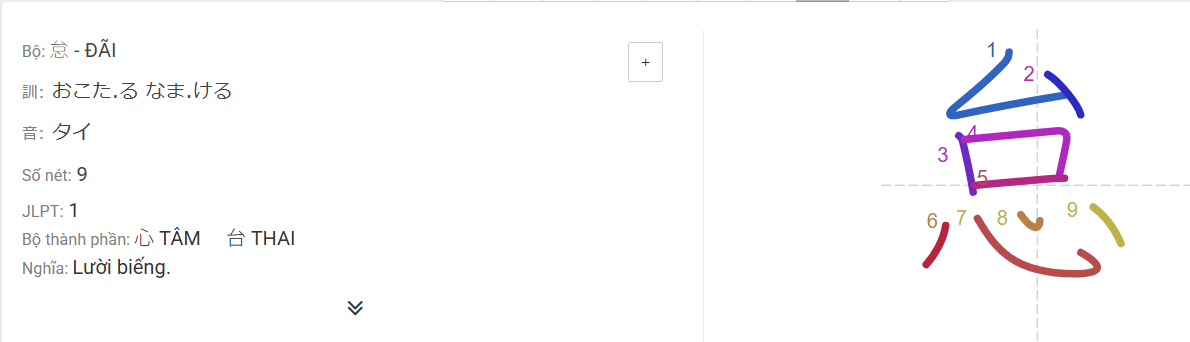 Bộ: 怠 - ĐÃI
+
訓: おこた.る なま.ける
音: タイ
Số nét: 9
JLPT: 1
Bộ thành phần: 心 TÂM 台 THAI
Nghĩa: Lười biếng.
怠
1
2
3
4
5
6 7 8 9